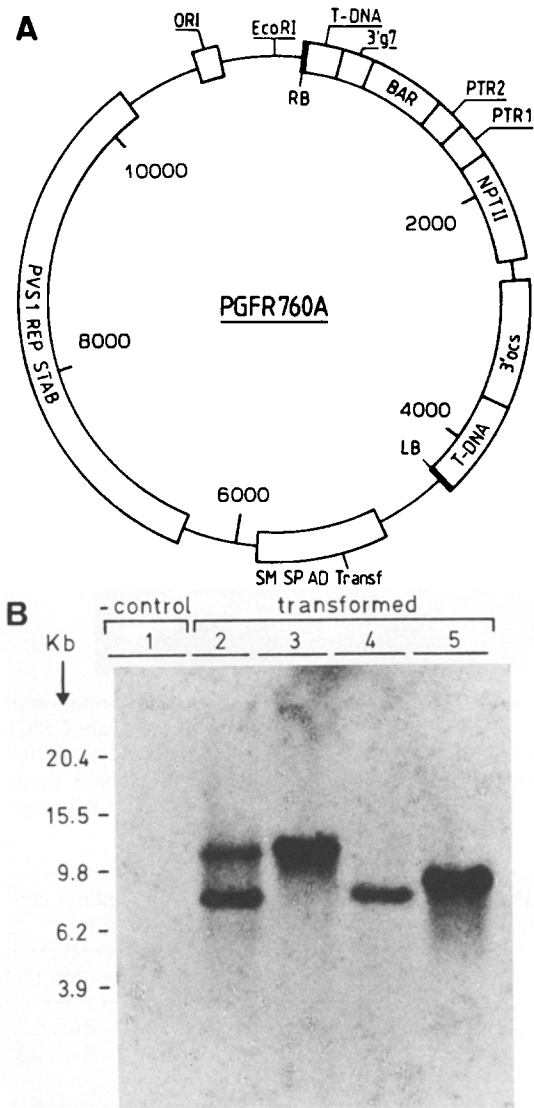 A
ORI
EcoRI
T-DNA
3'g7
RB
BAR
PTR2
PTR1
NPTII
2000
10000
PGFR760A
PVS1 REP STAB
8000
3'ocs
4000
LB
T-DNA
6000
SM SP AD Transf
B
-control transformed
Kb 1 2 3 4 5
20.4 -
15.5 -
9.8 -
6.2 -
3.9 -